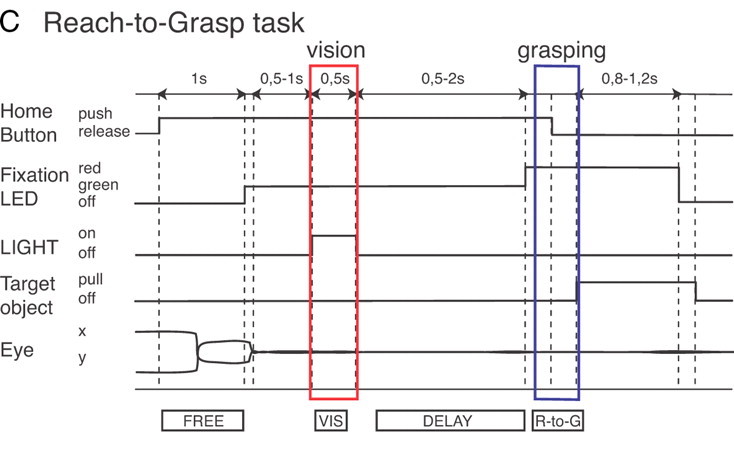 C Reach-to-Grasp task
vision
grasping
1s
0,5-1s
0,5s
0,5-2s
0,8-1,2s
Home
Button
push
release
Fixation
LED
red
green
off
LIGHT
on
off
Target
object
pull
off
Eye
x
y
FREE
VIS
DELAY
R-to-G